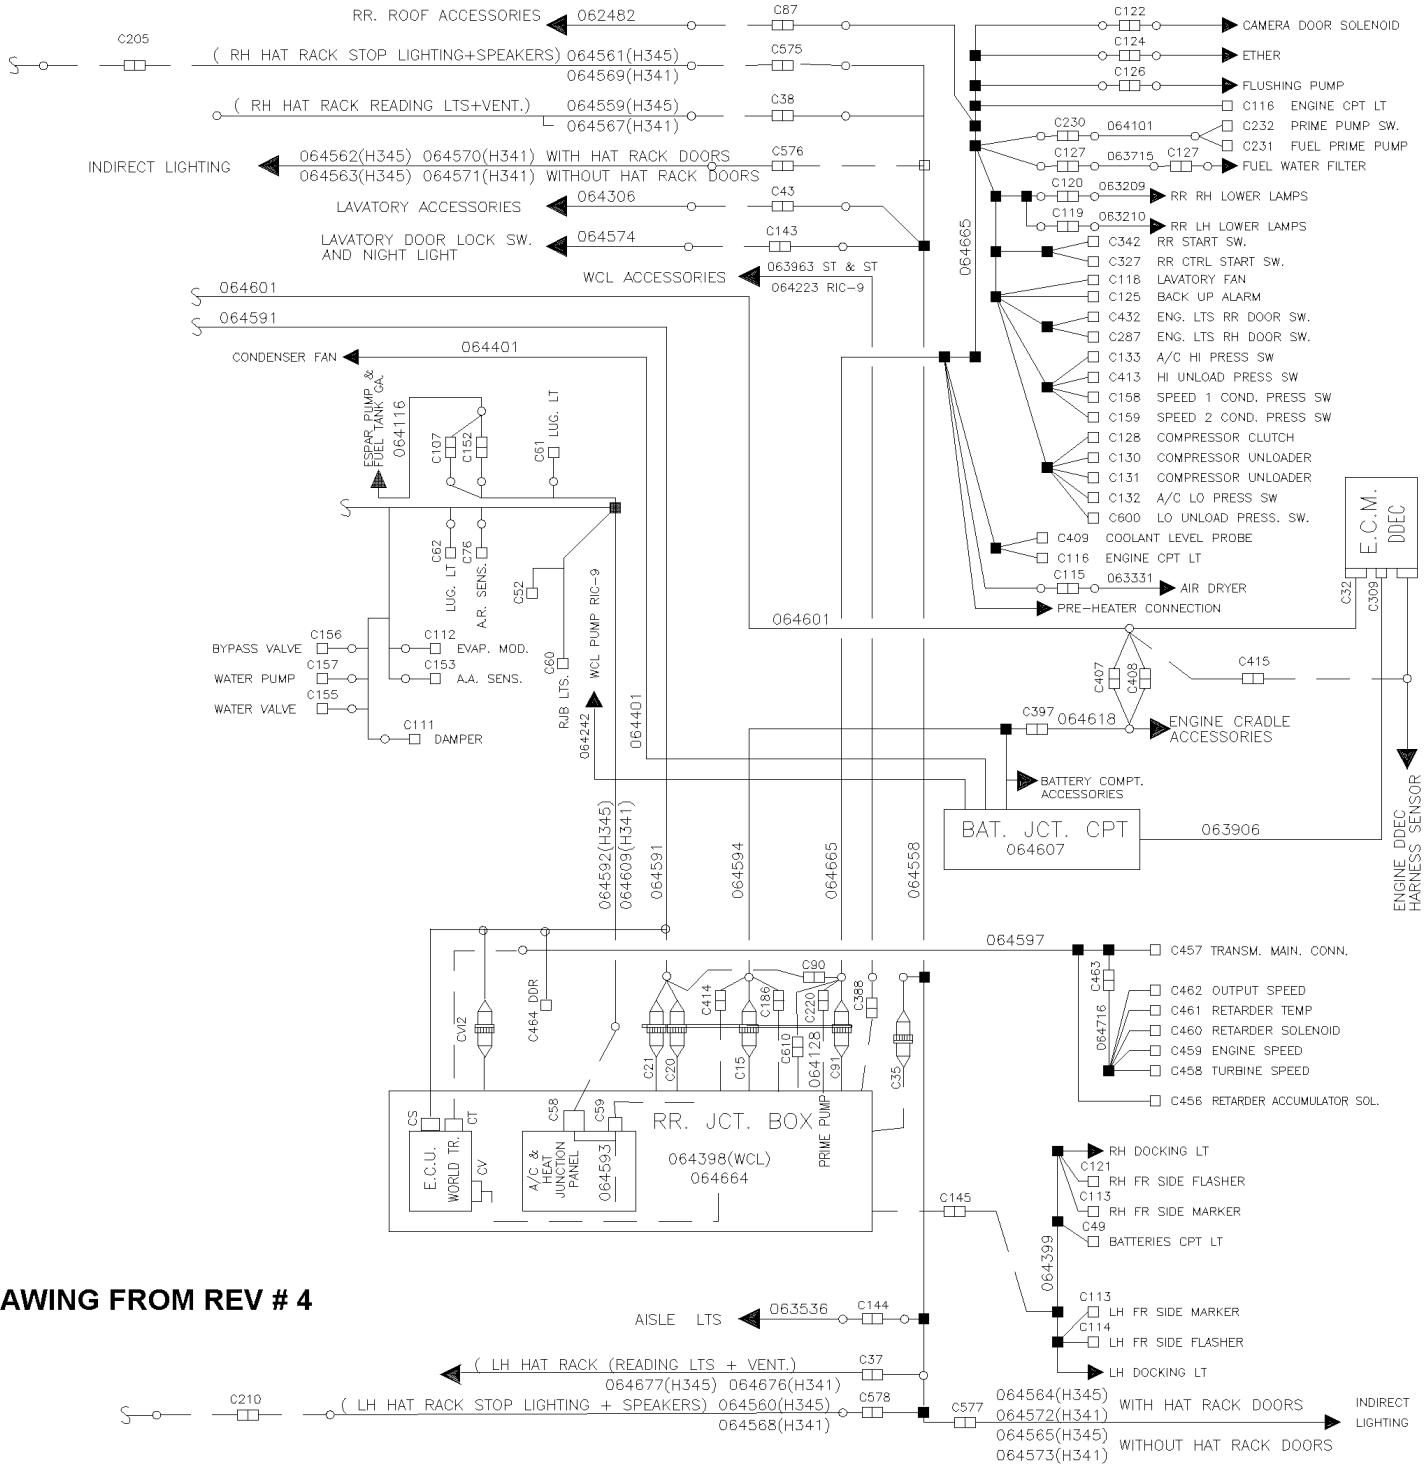 RR. ROOF ACCESSORIES
062482
C87
C122
CAMERA DOOR SOLENOID
C205
( RH HAT RACK STOP LIGHTING+SPEAKERS) 064561(H345)
064569(H341)
C575
C124
ETHER
C126
FLUSHING PUMP
( RH HAT RACK READING LTS+VENT.)
064559(H345)
064567(H341)
C38
C116 ENGINE CPT LT
C230
064101
C232 PRIME PUMP SW.
C231 FUEL PRIME PUMP
INDIRECT LIGHTING
064562(H345) 064570(H341) WITH HAT RACK DOORS
064563(H345) 064571(H341) WITHOUT HAT RACK DOORS
C576
C127
063715
C127
FUEL WATER FILTER
LAVATORY ACCESSORIES
064306
C43
C120
063209
RR RH LOWER LAMPS
C119
063210
RR LH LOWER LAMPS
LAVATORY DOOR LOCK SW.
AND NIGHT LIGHT
064574
C143
064665
C342 RR START SW.
C327 RR CTRL START SW.
WCL ACCESSORIES
063963 ST & ST
064223 RIC-9
C118 LAVATORY FAN
C125 BACK UP ALARM
064601
064591
C432 ENG. LTS RR DOOR SW.
C287 ENG. LTS RH DOOR SW.
CONDENSER FAN
064401
C133 A/C HI PRESS SW
C413 HI UNLOAD PRESS SW
C158 SPEED 1 COND. PRESS SW
C159 SPEED 2 COND. PRESS SW
C128 COMPRESSOR CLUTCH
C130 COMPRESSOR UNLOADER
C131 COMPRESSOR UNLOADER
C132 A/C LO PRESS SW
C600 LO UNLOAD PRESS. SW.
ESPAR PUMP &
FUEL TANK GA.
064116
C107
C152
C61
LUG. LT
C62
LUG. LT
C76
A.R. SENS.
C52
C60
RJB LTS.
WCL PUMP RIC-9
064242
C409 COOLANT LEVEL PROBE
C116 ENGINE CPT LT
C115
063331
AIR DRYER
PRE-HEATER CONNECTION
E.C.M.
DDEC
C32
C309
064601
C156
BYPASS VALVE
C157
WATER PUMP
C155
WATER VALVE
C112
EVAP. MOD.
C153
A.A. SENS.
C111
DAMPER
064401
C407
C408
C415
C397
064618
ENGINE CRADLE
ACCESSORIES
BATTERY COMPT.
ACCESSORIES
BAT. JCT. CPT
064607
063906
ENGINE DDEC
HARNESS SENSOR
064592(H345)
064609(H341)
064591
064594
064665
064558
064597
C457 TRANSM. MAIN. CONN.
C463
064716
C462 OUTPUT SPEED
C461 RETARDER TEMP
C460 RETARDER SOLENOID
C459 ENGINE SPEED
C458 TURBINE SPEED
C456 RETARDER ACCUMULATOR SOL.
CVI2
C464 DDR
C21
C20
C414
C15
C186
C90
C610
C220
064128
C91
C388
C35
PRIME PUMP
CS
CT
E.C.U.
WORLD TR.
CV
C58
C59
A/C &
HEAT
JUNCTION
PANEL
064593
RR. JCT. BOX
064398(WCL)
064664
C145
RH DOCKING LT
C121
RH FR SIDE FLASHER
C113
RH FR SIDE MARKER
C49
BATTERIES CPT LT
064399
C113
LH FR SIDE MARKER
C114
LH FR SIDE FLASHER
LH DOCKING LT
AWING FROM REV # 4
AISLE LTS
063536
C144
( LH HAT RACK (READING LTS + VENT.)
064677(H345) 064676(H341)
C37
C210
( LH HAT RACK STOP LIGHTING + SPEAKERS) 064560(H345)
064568(H341)
C578
C577
064564(H345)
064572(H341)
WITH HAT RACK DOORS
064565(H345)
064573(H341)
WITHOUT HAT RACK DOORS
INDIRECT
LIGHTING